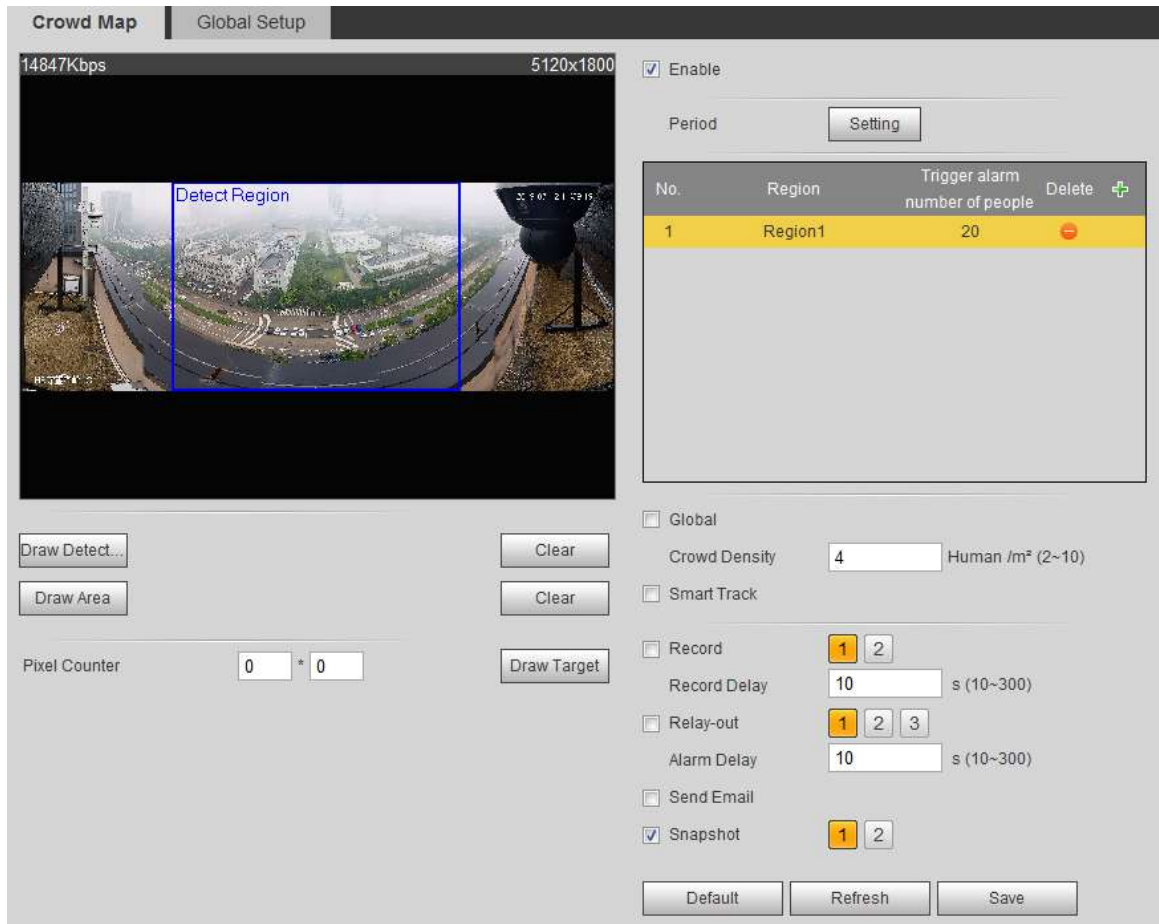 Crowd Map Global Setup
14847Kbps 5120x1800
Detect Region
Draw Detect... Clear
Draw Area Clear
Pixel Counter 0 * 0 Draw Target
Enable
Period Setting
No. Region Trigger alarm number of people Delete
1 Region1 20
Global
Crowd Density 4 Human /m² (2~10)
Smart Track
Record 1 2
Record Delay 10 s (10~300)
Relay-out 1 2 3
Alarm Delay 10 s (10~300)
Send Email
Snapshot 1 2
Default Refresh Save